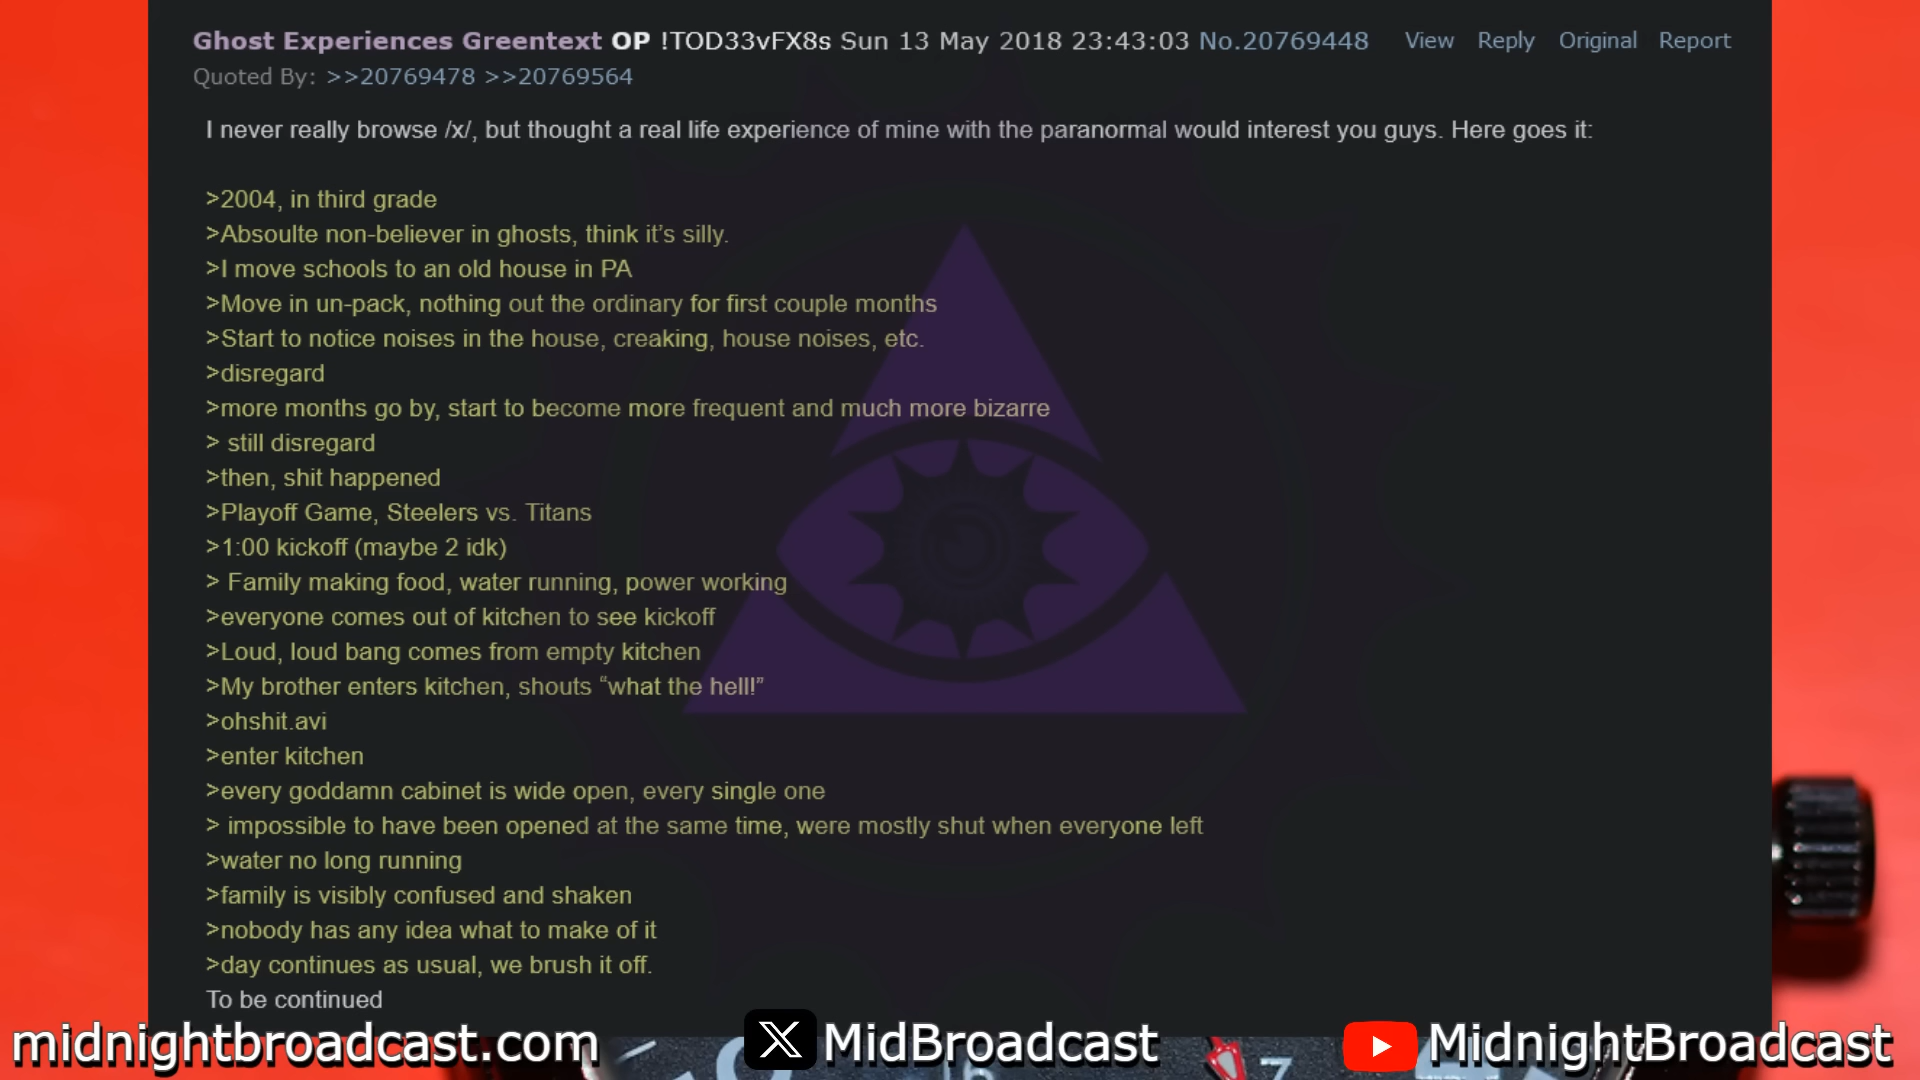 Ghost Experiences Greentext OP !TOD33vFX8s Sun 13 May 2018 23:43:03 No.20769448 View Reply Original Report
Quoted By: >>20769478 >>20769564
I never really browse /x/, but thought a real life experience of mine with the paranormal would interest you guys. Here goes it:
>2004, in third grade
>Absoulte non-believer in ghosts, think it’s silly.
>I move schools to an old house in PA
>Move in un-pack, nothing out the ordinary for first couple months
>Start to notice noises in the house, creaking, house noises, etc.
>disregard
>more months go by, start to become more frequent and much more bizarre
> still disregard
>then, shit happened
>Playoff Game, Steelers vs. Titans
>1:00 kickoff (maybe 2 idk)
> Family making food, water running, power working
>everyone comes out of kitchen to see kickoff
>Loud, loud bang comes from empty kitchen
>My brother enters kitchen, shouts “what the hell!”
>ohshit.avi
>enter kitchen
>every goddamn cabinet is wide open, every single one
> impossible to have been opened at the same time, were mostly shut when everyone left
>water no long running
>family is visibly confused and shaken
>nobody has any idea what to make of it
>day continues as usual, we brush it off.
To be continued
midnightbroadcast.com MidBroadcast MidnightBroadcast
6 7